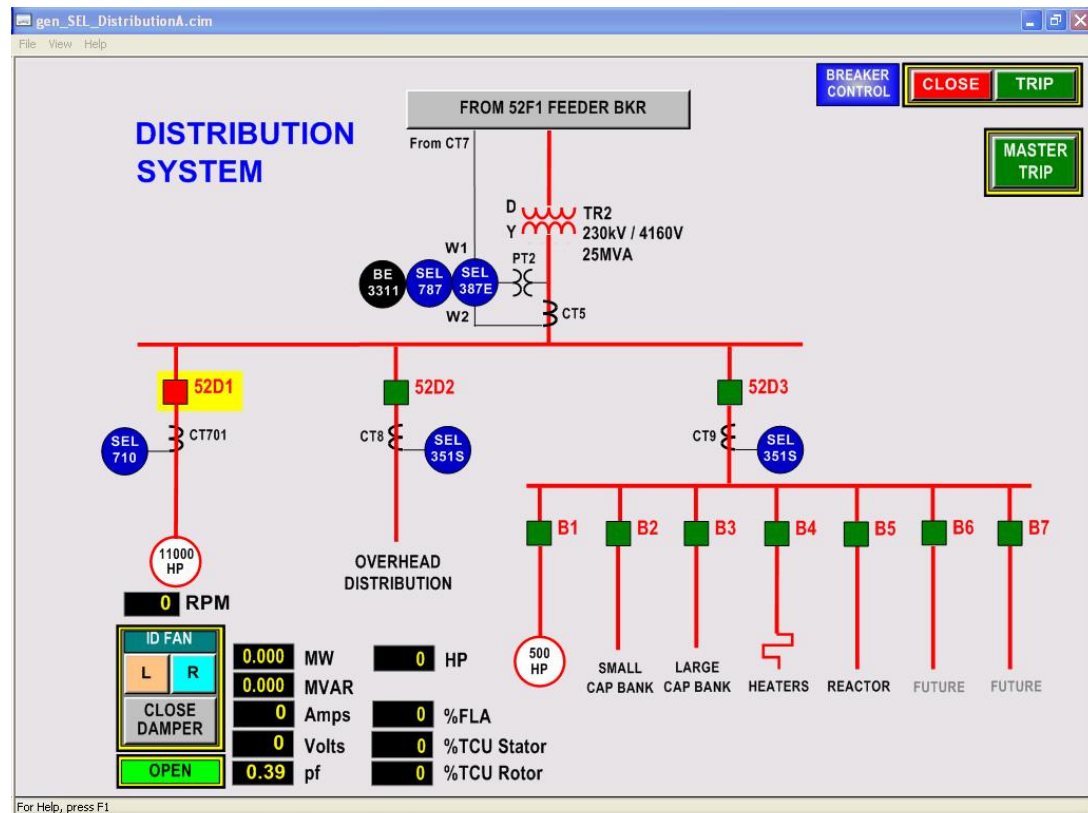 gen_SEL_DistributionA.cim
File View Help
DISTRIBUTION
SYSTEM
FROM 52F1 FEEDER BKR
From CT7
BREAKER
CONTROL
CLOSE
TRIP
MASTER
TRIP
D
Y
TR2
230kV / 4160V
25MVA
W1
PT2
BE
3311
SEL
787
SEL
387E
W2
CT5
52D1
52D2
52D3
CT701
SEL
710
CT8
SEL
351S
CT9
SEL
351S
B1
B2
B3
B4
B5
B6
B7
11000
HP
0 RPM
OVERHEAD
DISTRIBUTION
500
HP
SMALL
CAP BANK
LARGE
CAP BANK
HEATERS
REACTOR
FUTURE
FUTURE
ID FAN
L
R
CLOSE
DAMPER
OPEN
0.000 MW
0 HP
0.000 MVAR
0 Amps
0 %FLA
0 Volts
0 %TCU Stator
0.39 pf
0 %TCU Rotor
For Help, press F1